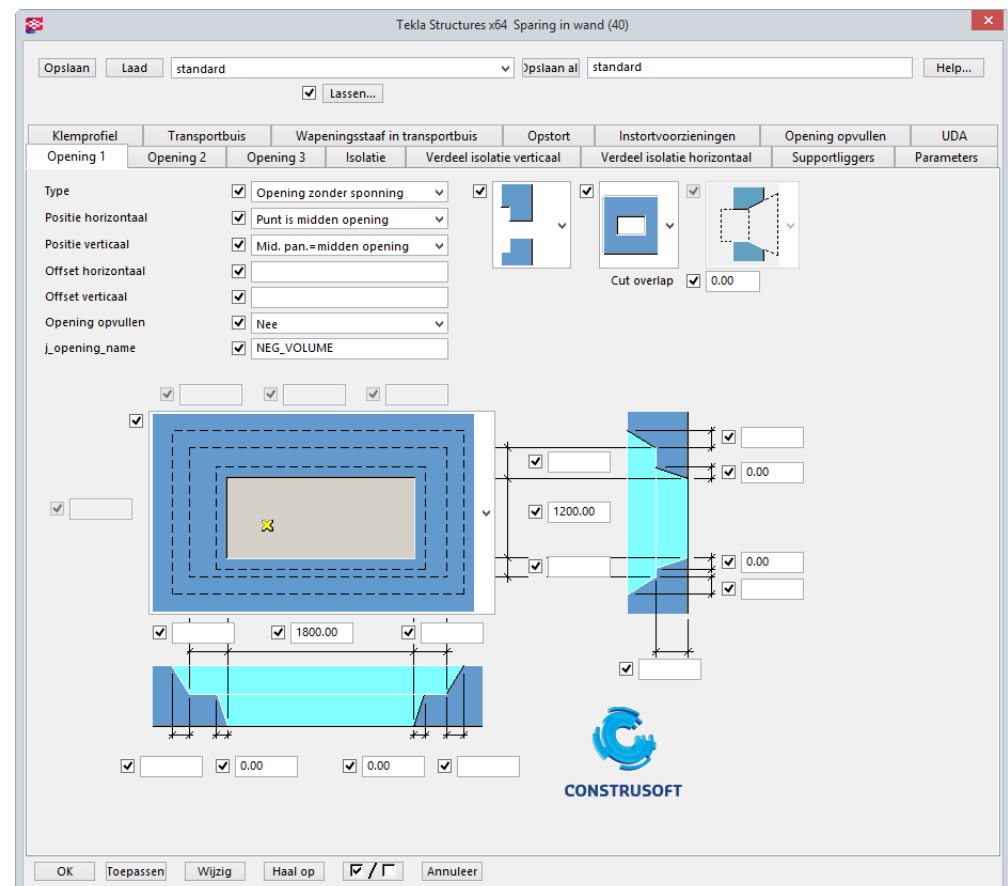 Tekla Structures x64 Sparing in wand (40)
Opslaan Laad standard Opslaan al standard Help...
Lassen...
Klemprofiel Transportbuis Wapeningsstaaf in transportbuis Opstort Instortvoorzieningen Opening opvullen UDA
Opening 1 Opening 2 Opening 3 Isolatie Verdeel isolatie verticaal Verdeel isolatie horizontaal Supportliggers Parameters
Type Opening zonder sponning
Positie horizontaal Punt is midden opening
Positie verticaal Mid. pan.=midden opening
Offset horizontaal
Cut overlap 0.00
Offset verticaal
Opening opvullen Nee
j_opening_name NEG_VOLUME
0.00
1200.00
0.00
1800.00
0.00 0.00
CONSTRUSOFT
OK Toepassen Wijzig Haal op / Annuleer